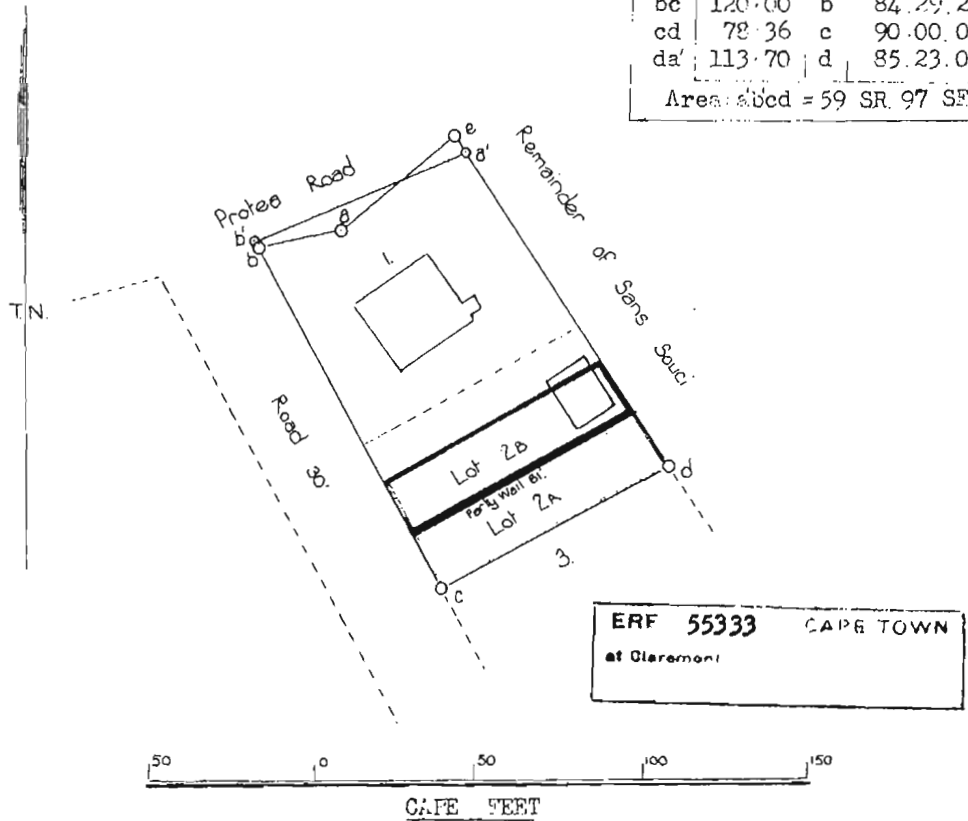 bc 120·00 b 84.29.2
cd 78·36 c 90.00.0
da' 113·70 d 85.23.0
Area: abcd = 59 SR. 97 SF
e
a'
Remainder of Sans Souci
Protea Road
a
b'
b
1.
T.N.
Road 30'.
Lot 2B
Party Wall
Lot 2A
d
3.
c
ERF 55333 CAPE TOWN
at Claremont
50 0 50 100 150
CAPE FEET